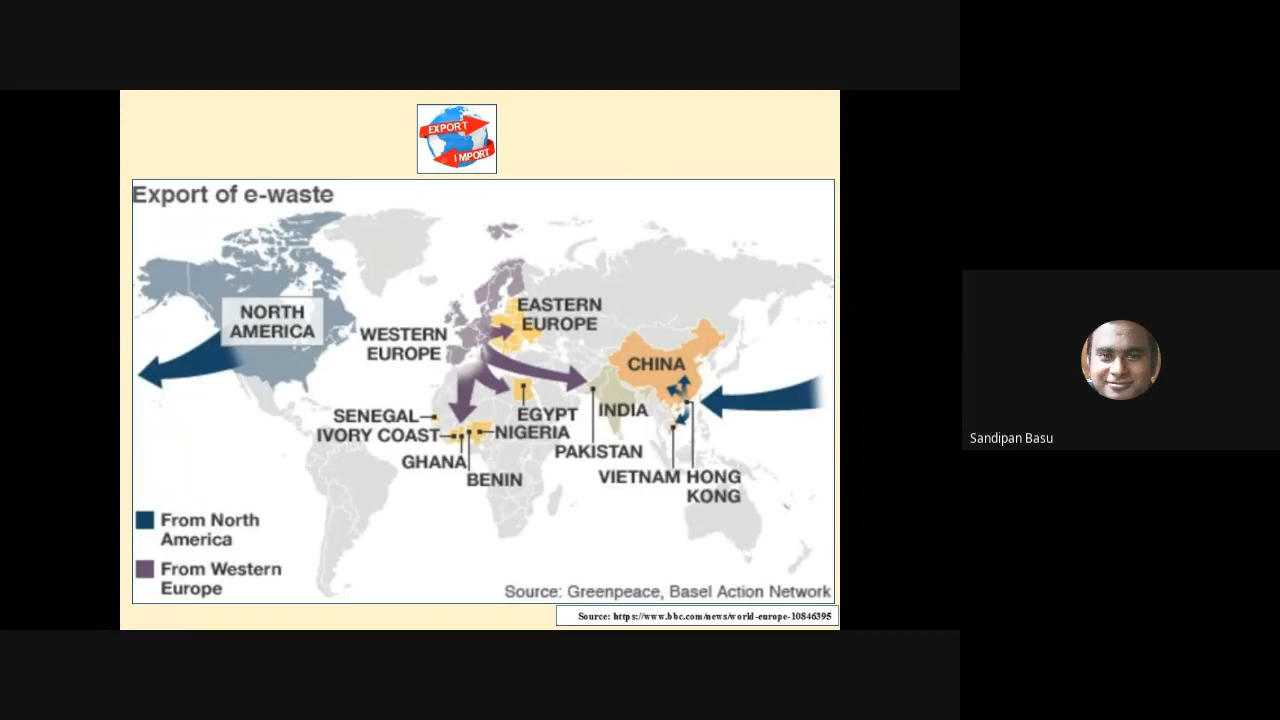 EXPORT
IMPORT
Export of e-waste
NORTH
AMERICA
WESTERN
EUROPE
EASTERN
EUROPE
CHINA
SENEGAL
IVORY COAST
GHANA
BENIN
EGYPT
NIGERIA
INDIA
PAKISTAN
VIETNAM
HONG
KONG
From North
America
From Western
Europe
Source: Greenpeace, Basel Action Network
Source: https://www.bbc.com/news/world-europe-10846395
Sandipan Basu